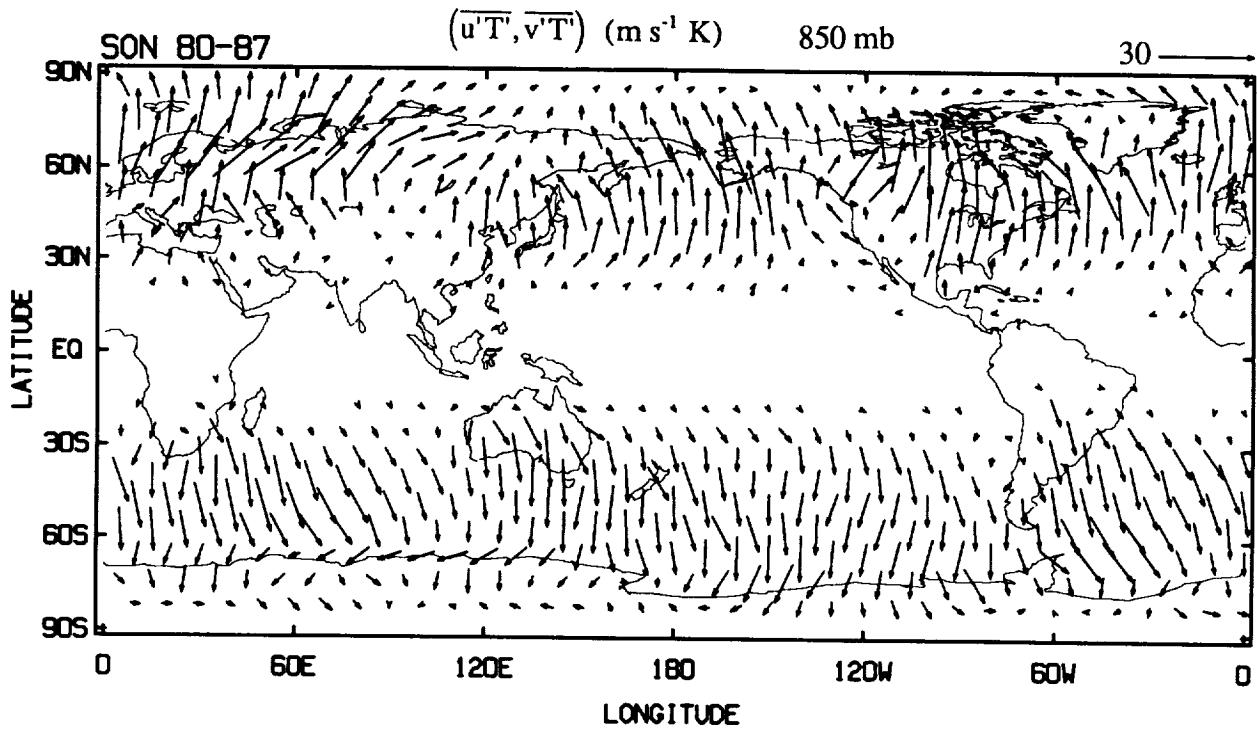 (u'T', v'T') (m s⁻¹ K) 850 mb
SON 80-87
30
90N
60N
30N
EQ
30S
60S
90S
LATITUDE
0 60E 120E 180 120W 60W 0
LONGITUDE